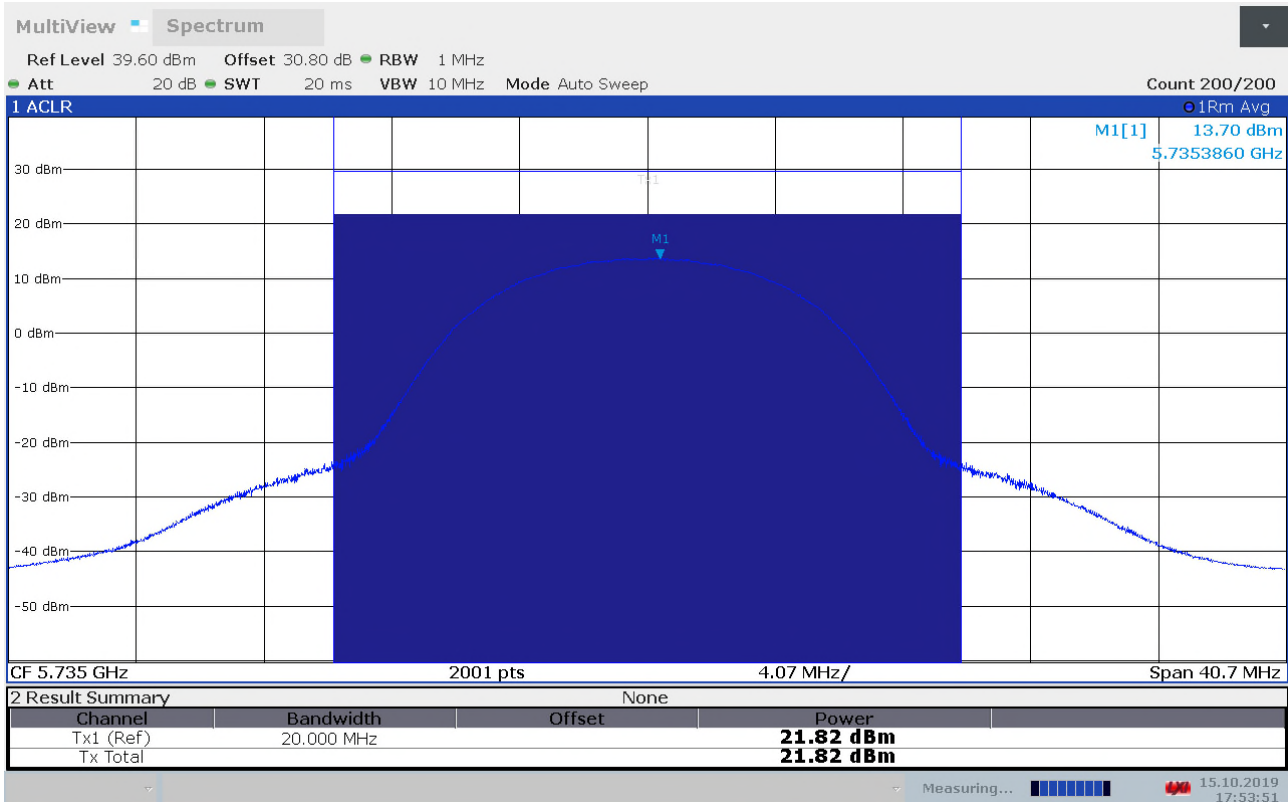 MultiView Spectrum
Ref Level 39.60 dBm Offset 30.80 dB RBW 1 MHz
Att 20 dB SWT 20 ms VBW 10 MHz Mode Auto Sweep Count 200/200
1 ACLR 1Rm Avg
M1[1] 13.70 dBm
5.7353860 GHz
30 dBm
Tx1
20 dBm
M1
10 dBm
0 dBm
-10 dBm
-20 dBm
-30 dBm
-40 dBm
-50 dBm
CF 5.735 GHz 2001 pts 4.07 MHz/ Span 40.7 MHz
2 Result Summary None
Channel Bandwidth Offset Power
Tx1 (Ref) 20.000 MHz 21.82 dBm
Tx Total 21.82 dBm
Measuring... LXI 15.10.2019
17:53:51